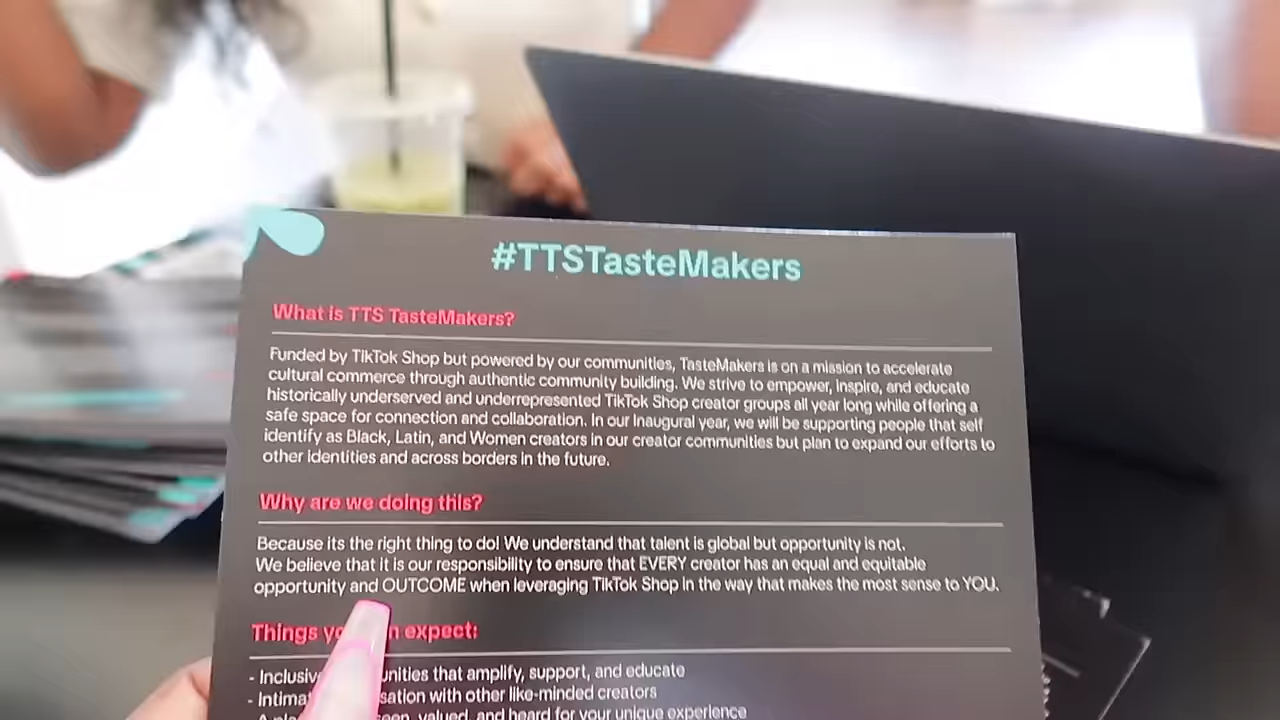 #TTSTasteMakers
What is TTS TasteMakers?
Funded by TikTok Shop but powered by our communities, TasteMakers is on a mission to accelerate
cultural commerce through authentic community building. We strive to empower, inspire, and educate
historically underserved and underrepresented TikTok Shop creator groups all year long while offering a
safe space for connection and collaboration. In our inaugural year, we will be supporting people that self
identify as Black, Latin, and Women creators in our creator communities but plan to expand our efforts to
other identities and across borders in the future.
Why are we doing this?
Because its the right thing to do! We understand that talent is global but opportunity is not.
We believe that it is our responsibility to ensure that EVERY creator has an equal and equitable
opportunity and OUTCOME when leveraging TikTok Shop in the way that makes the most sense to YOU.
Things expect:
- that amplify, support, and educate
- with other like-minded creators
valued, and heard for your unique experience